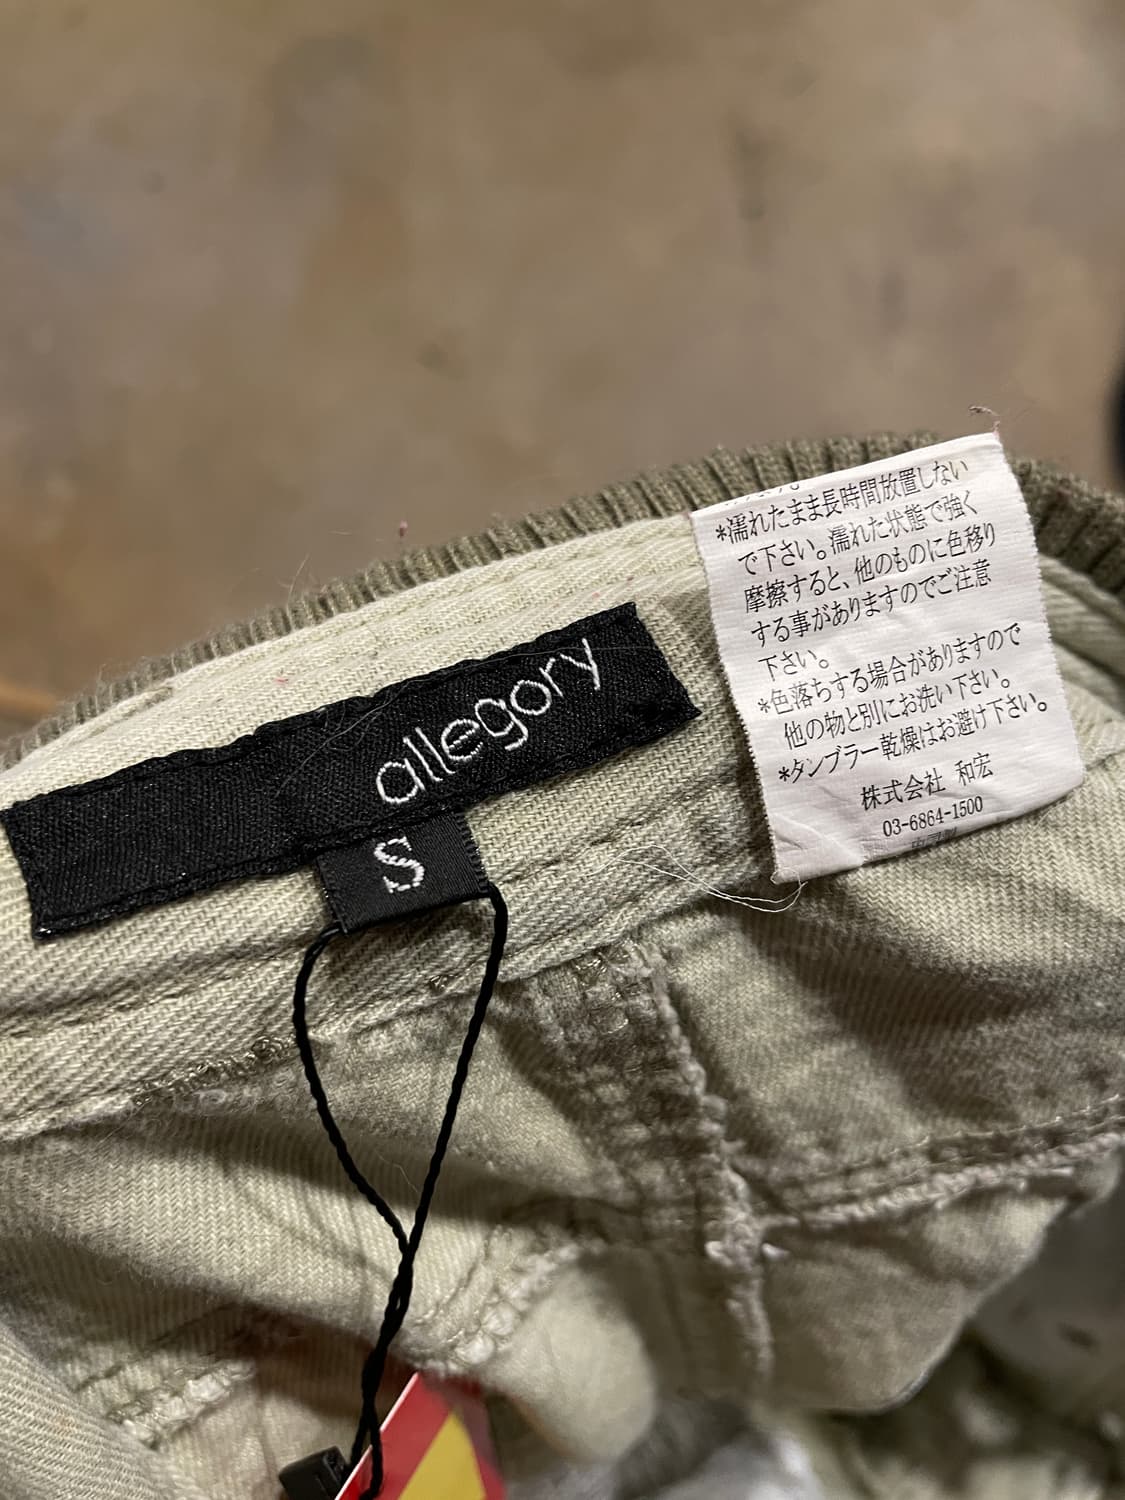 allegory
S
*濡れたまま長時間放置しない
で下さい。濡れた状態で強く
摩擦すると、他のものに色移り
する事がありますのでご注意
下さい。
*色落ちする場合がありますので
他の物と別にお洗い下さい。
*タンブラー乾燥はお避け下さい。
株式会社 和宏
03-6864-1500